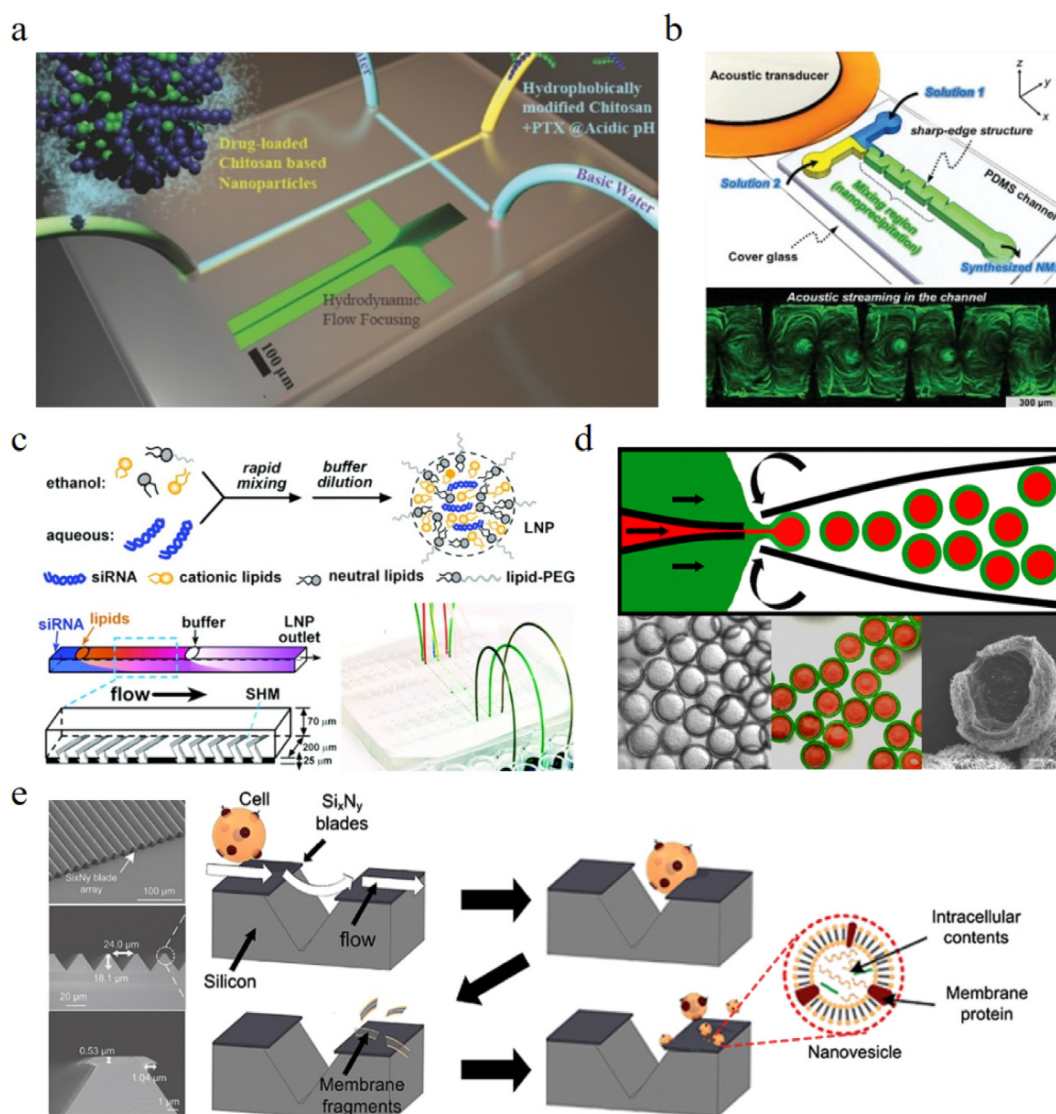 a
Drug-loaded
Chitosan based
Nanoparticles
Hydrophobically
modified Chitosan
+PTX @Acidic pH
Basic Water
Hydrodynamic
Flow Focusing
100 µm
b
Acoustic transducer
Solution 1
z
y
x
sharp-edge structure
Solution 2
PDMS channel
Mixing region
(nanoprecipitation)
Cover glass
Synthesized
Acoustic streaming in the channel
300 µm
c
ethanol:
rapid
mixing
buffer
dilution
aqueous:
LNP
siRNA
cationic lipids
neutral lipids
lipid-PEG
siRNA
lipids
buffer
LNP
outlet
flow
SHM
70 µm
200 µm
25 µm
d
e
SixNy blade
array
100 µm
24.0 µm
18.1 µm
20 µm
0.53 µm
1.04 µm
1 µm
Cell
SixNy
blades
flow
Silicon
Membrane
fragments
Intracellular
contents
Membrane
protein
Nanovesicle